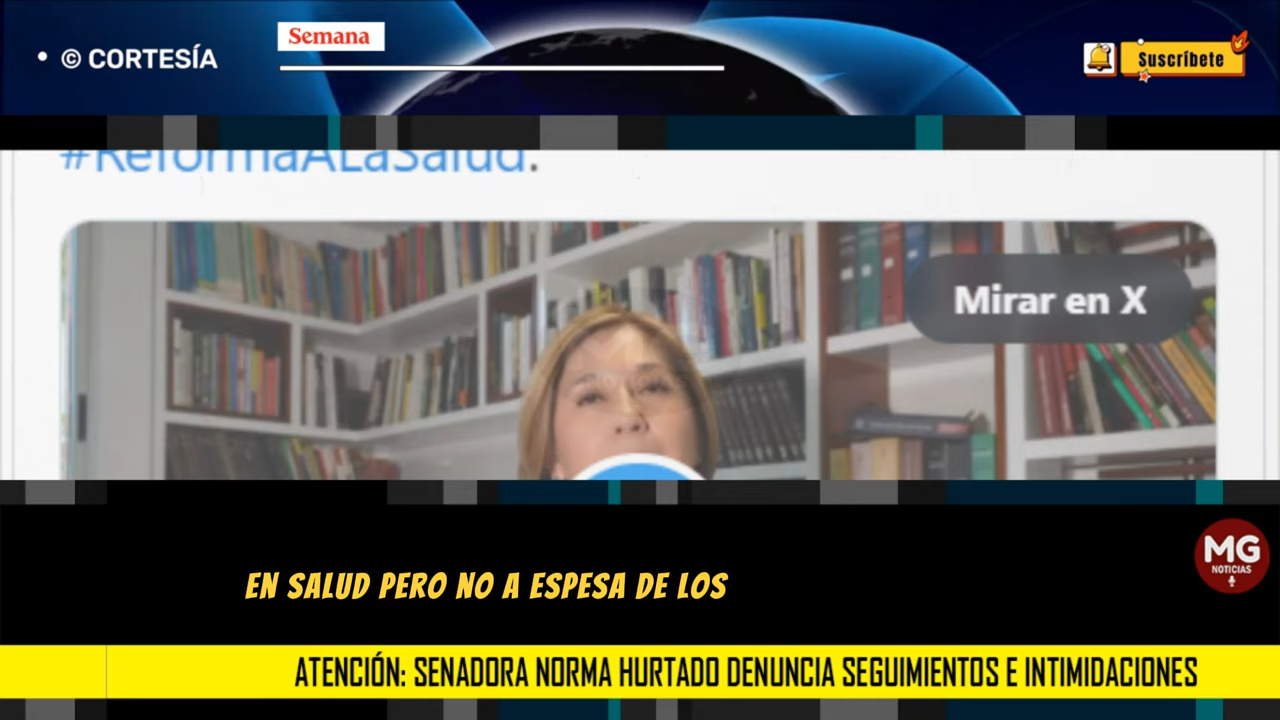 • © CORTESÍA
Semana
Suscríbete
#ReformaALaSalud.
Mirar en X
EN SALUD PERO NO A ESPESA DE LOS
MG
NOTICIAS
ATENCIÓN: SENADORA NORMA HURTADO DENUNCIA SEGUIMIENTOS E INTIMIDACIONES